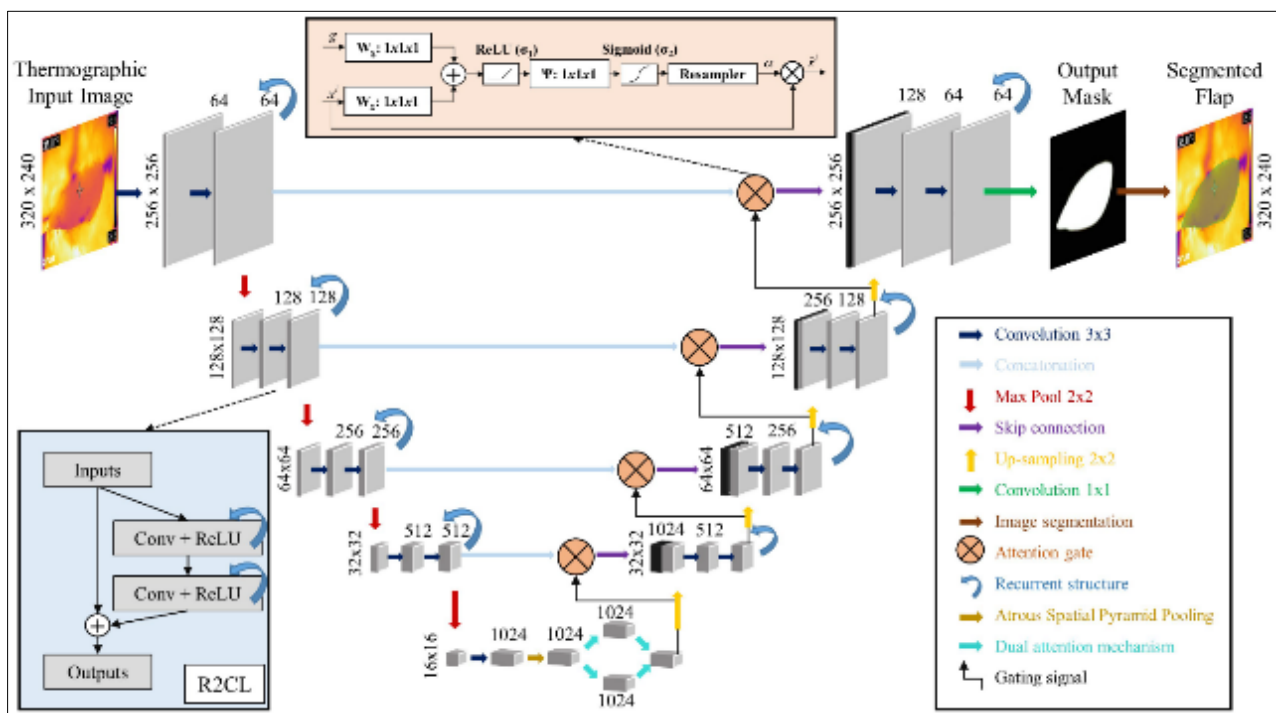 Thermographic
Input Image
320 x 240
256 x 256
64
64
W_g: 1x1x1
W_x: 1x1x1
ReLU (σ₁)
Ψ: 1x1x1
Sigmoid (σ₂)
Resampler
α
256 x 256
128
64
64
Output
Mask
Segmented
Flap
320 x 240
128x128
128
128
128x128
256
128
64x64
256
256
64x64
512
256
32x32
512
512
32x32
1024
512
16x16
1024
1024
1024
1024
Inputs
Conv + ReLU
Conv + ReLU
Outputs
R2CL
Convolution 3x3
Concatonation
Max Pool 2x2
Skip connection
Up-sampling 2x2
Convolution 1x1
Image segmentation
Attention gate
Recurrent structure
Atrous Spatial Pyramid Pooling
Dual attention mechanism
Gating signal